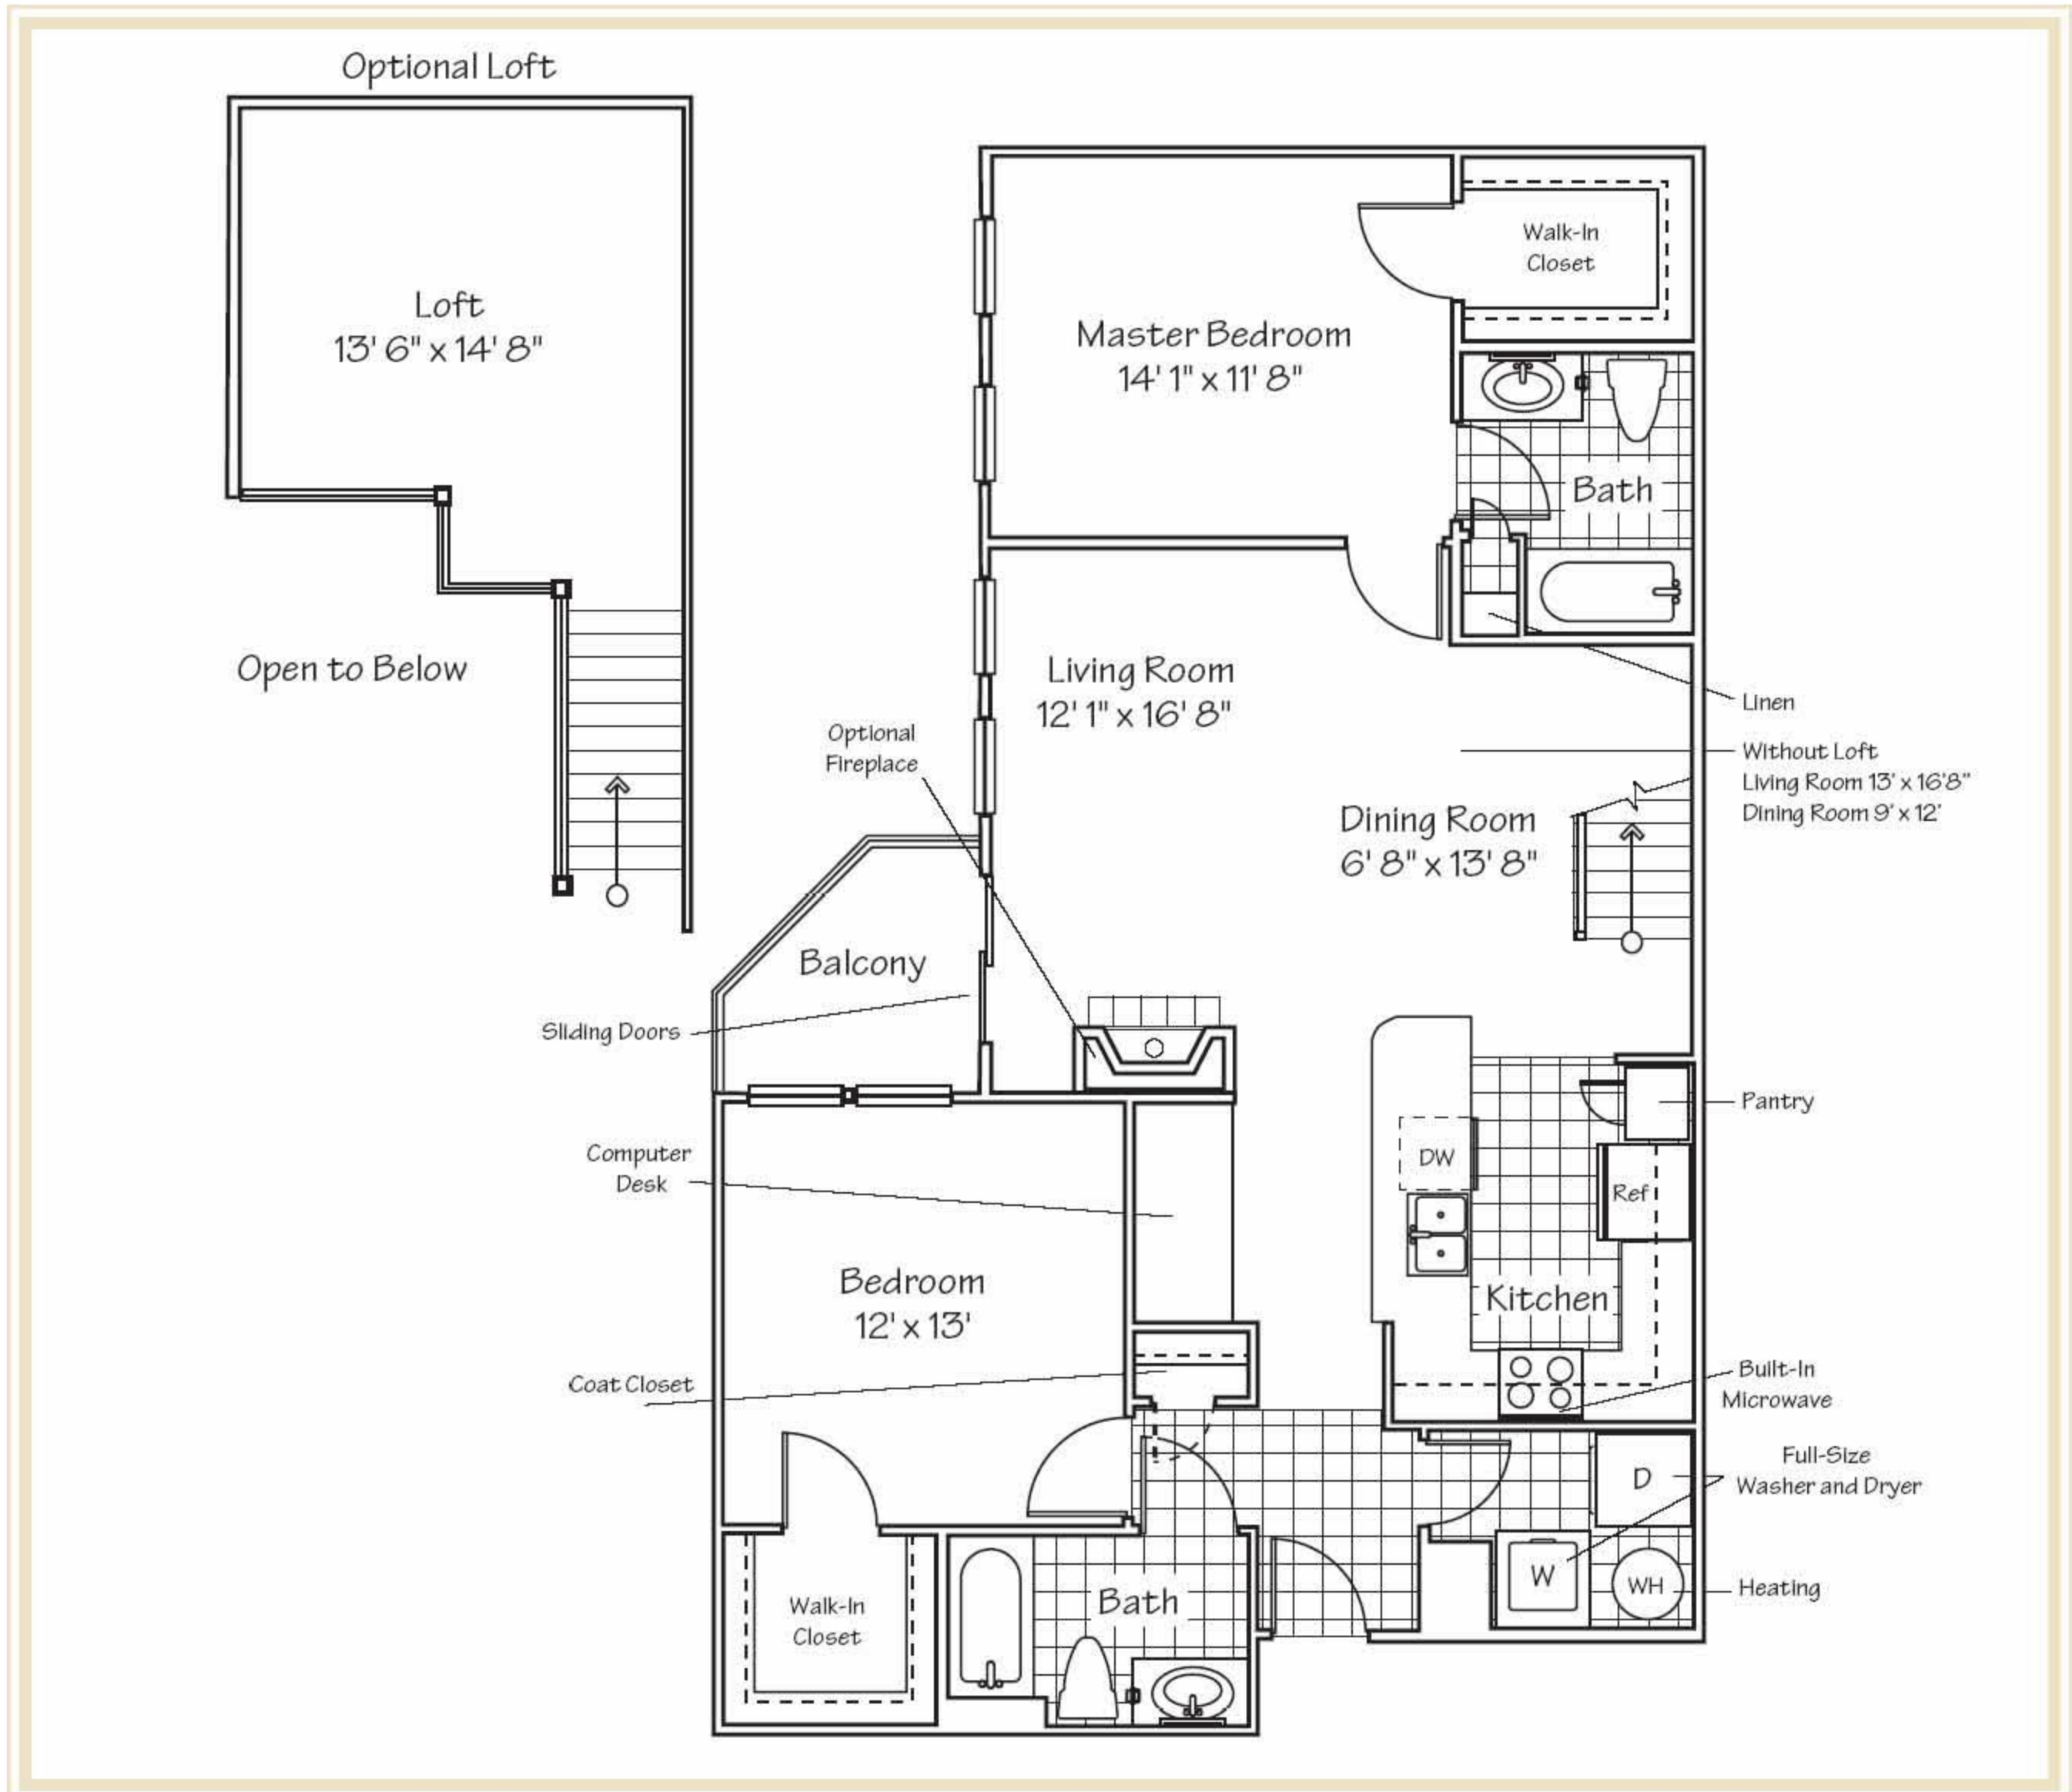 Optional Loft
Loft
13' 6" x 14' 8"
Open to Below
Walk-In
Closet
Master Bedroom
14' 1" x 11' 8"
Bath
Living Room
12' 1" x 16' 8"
Linen
Optional
Fireplace
Without Loft
Living Room 13' x 16'8"
Dining Room 9' x 12'
Dining Room
6' 8" x 13' 8"
Balcony
Sliding Doors
Pantry
Computer
Desk
DW
Ref
Bedroom
12' x 13'
Kitchen
Coat Closet
Built-In
Microwave
Full-Size
Washer and Dryer
D
W
WH
Heating
Bath
Walk-In
Closet